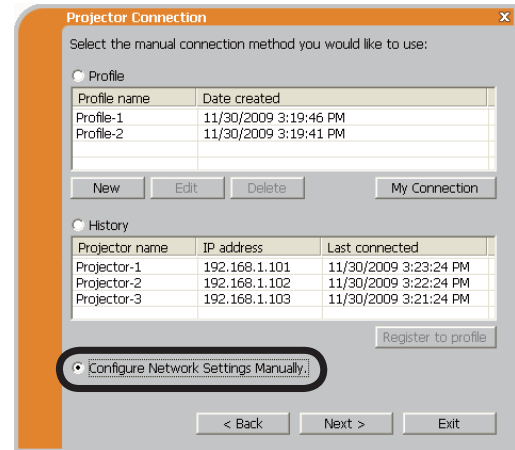 Projector Connection x
Select the manual connection method you would like to use:
Profile
Profile name Date created
Profile-1 11/30/2009 3:19:46 PM
Profile-2 11/30/2009 3:19:41 PM
New Edit Delete My Connection
History
Projector name IP address Last connected
Projector-1 192.168.1.101 11/30/2009 3:23:24 PM
Projector-2 192.168.1.102 11/30/2009 3:22:24 PM
Projector-3 192.168.1.103 11/30/2009 3:21:24 PM
Register to profile
Configure Network Settings Manually.
< Back Next > Exit